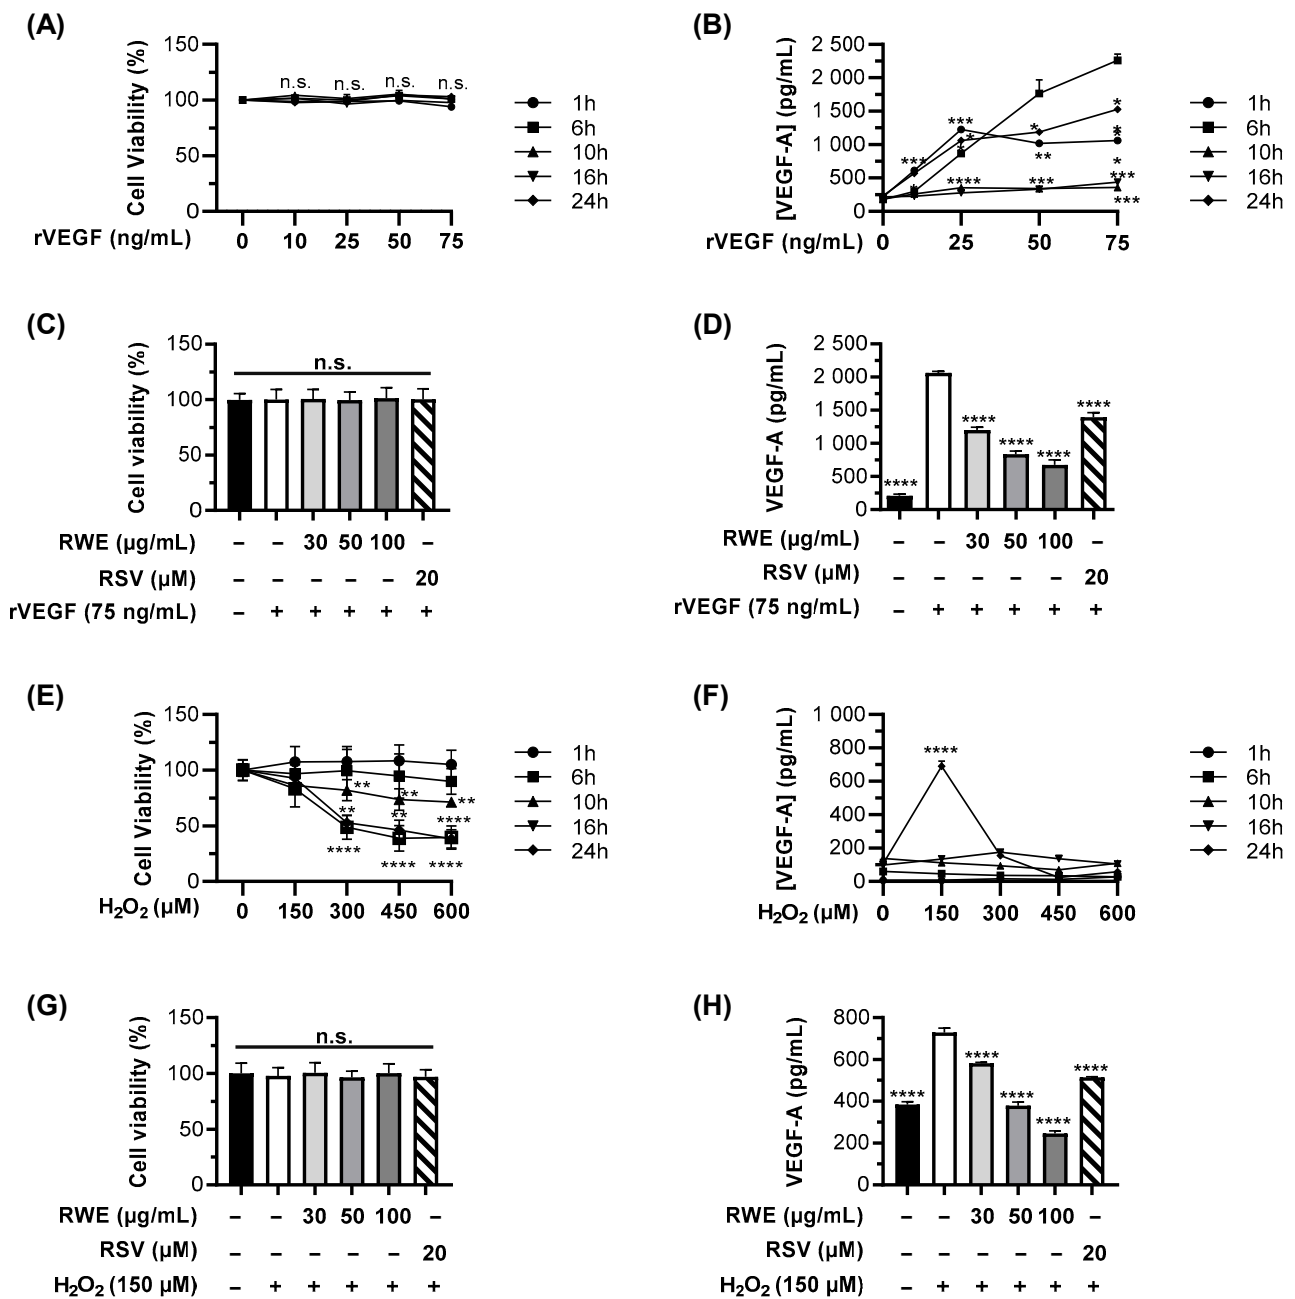 (A)
Cell Viability (%)
150
100
50
0
n.s. n.s. n.s. n.s.
0 10 25 50 75
rVEGF (ng/mL)
1h
6h
10h
16h
24h
(B)
[VEGF-A] (pg/mL)
2 500
2 000
1 500
1 000
500
0
*** *** * * * ** * * * * **** *** *** ***
0 25 50 75
rVEGF (ng/mL)
1h
6h
10h
16h
24h
(C)
Cell viability (%)
150
100
50
0
n.s.
RWE (µg/mL) – – 30 50 100 –
RSV (µM) – – – – – 20
rVEGF (75 ng/mL) – + + + + +
(D)
VEGF-A (pg/mL)
2 500
2 000
1 500
1 000
500
0
**** **** **** **** ****
RWE (µg/mL) – – 30 50 100 –
RSV (µM) – – – – – 20
rVEGF (75 ng/mL) – + + + + +
(E)
Cell Viability (%)
150
100
50
0
** ** **
** ** ****
**** **** ****
0 150 300 450 600
H₂O₂ (µM)
1h
6h
10h
16h
24h
(F)
[VEGF-A] (pg/mL)
1 000
800
600
400
200
0
****
0 150 300 450 600
H₂O₂ (µM)
1h
6h
10h
16h
24h
(G)
Cell viability (%)
150
100
50
0
n.s.
RWE (µg/mL) – – 30 50 100 –
RSV (µM) – – – – – 20
H₂O₂ (150 µM) – + + + + +
(H)
VEGF-A (pg/mL)
800
600
400
200
0
**** **** **** **** ****
RWE (µg/mL) – – 30 50 100 –
RSV (µM) – – – – – 20
H₂O₂ (150 µM) – + + + + +